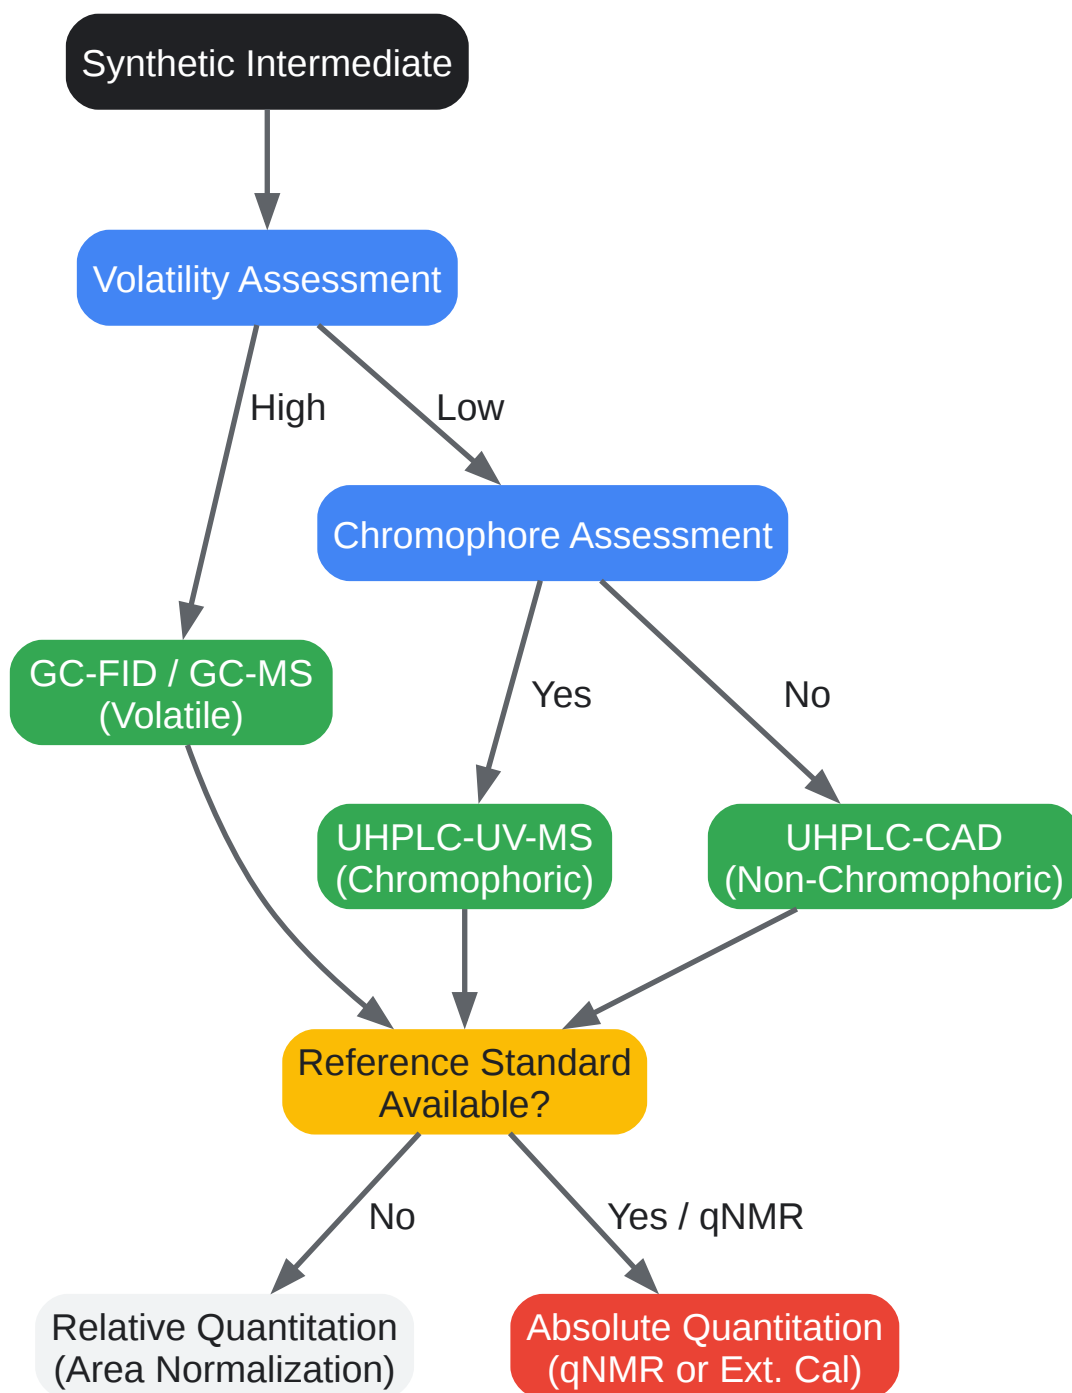 Synthetic Intermediate
Volatility Assessment
High
Low
Chromophore Assessment
GC-FID / GC-MS
(Volatile)
Yes
No
UHPLC-UV-MS
(Chromophoric)
UHPLC-CAD
(Non-Chromophoric)
Reference Standard
Available?
No
Yes / qNMR
Relative Quantitation
(Area Normalization)
Absolute Quantitation
(qNMR or Ext. Cal)